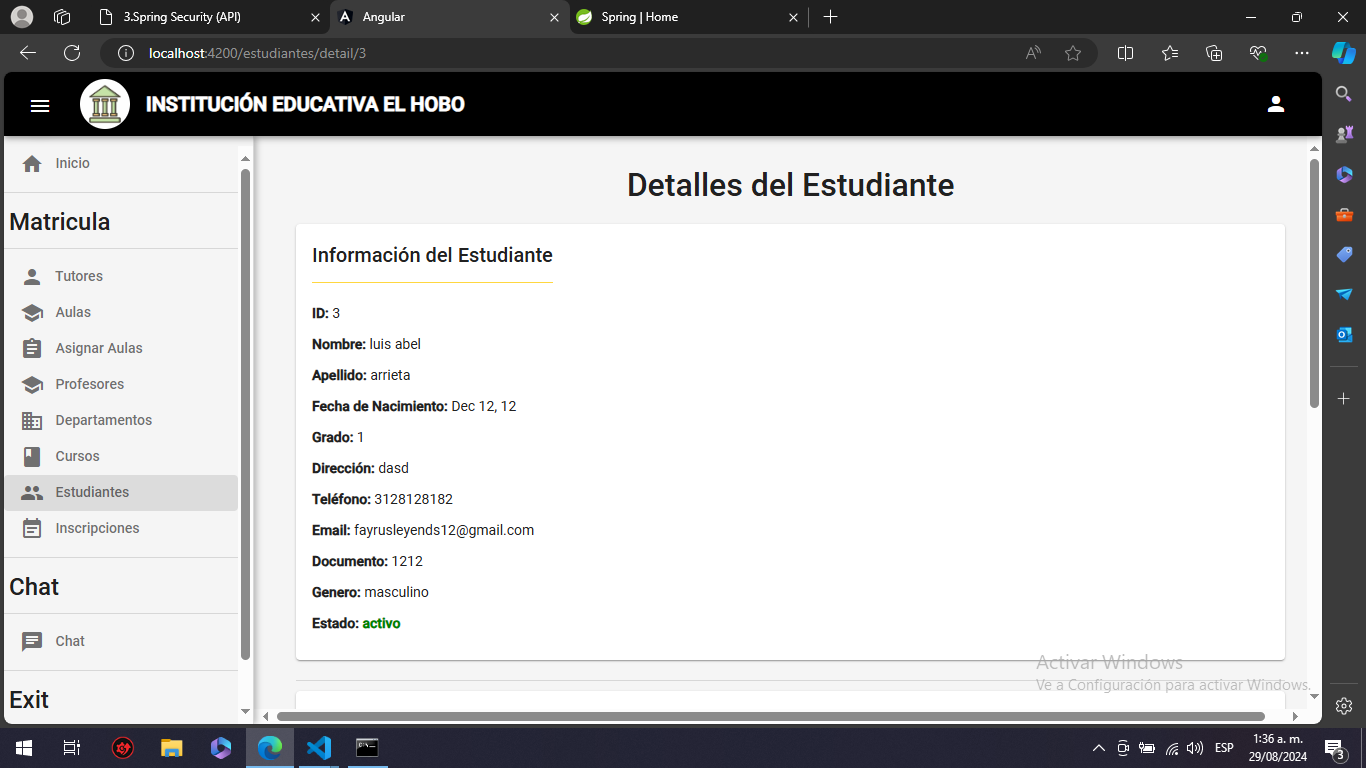 3.Spring Security (API)
Angular
Spring | Home
localhost:4200/estudiantes/detail/3
INSTITUCIÓN EDUCATIVA EL HOBO
Inicio
Matricula
Tutores
Aulas
Asignar Aulas
Profesores
Departamentos
Cursos
Estudiantes
Inscripciones
Chat
Chat
Exit
Detalles del Estudiante
Información del Estudiante
ID: 3
Nombre: luis abel
Apellido: arrieta
Fecha de Nacimiento: Dec 12, 12
Grado: 1
Dirección: dasd
Teléfono: 3128128182
Email: fayrusleyends12@gmail.com
Documento: 1212
Genero: masculino
Estado: activo
Activar Windows
Ve a Configuración para activar Windows.
ESP
1:36 a. m.
29/08/2024
3